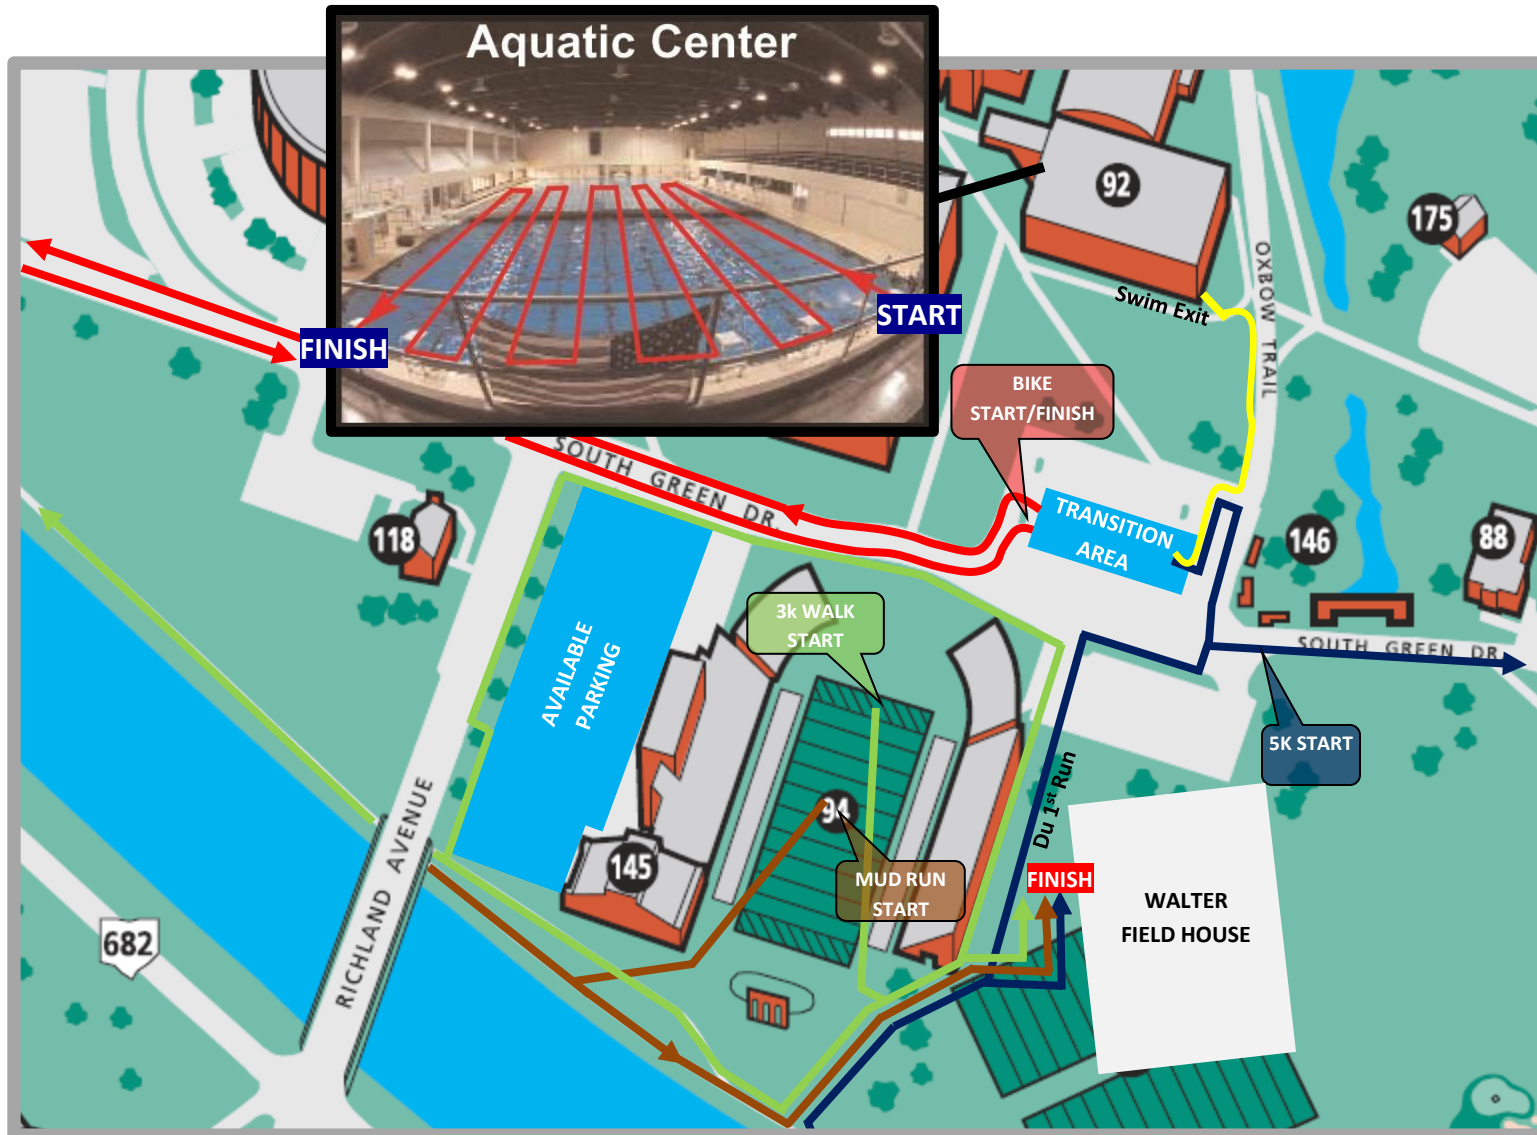 Aquatic Center
START
FINISH
92
175
OXBOW TRAIL
Swim Exit
BIKE
START/FINISH
SOUTH GREEN DR.
TRANSITION
AREA
118
146
88
3k WALK
START
SOUTH GREEN DR.
AVAILABLE
PARKING
5K START
Du 1st Run
94
MUD RUN
START
145
FINISH
WALTER
FIELD HOUSE
RICHLAND AVENUE
682